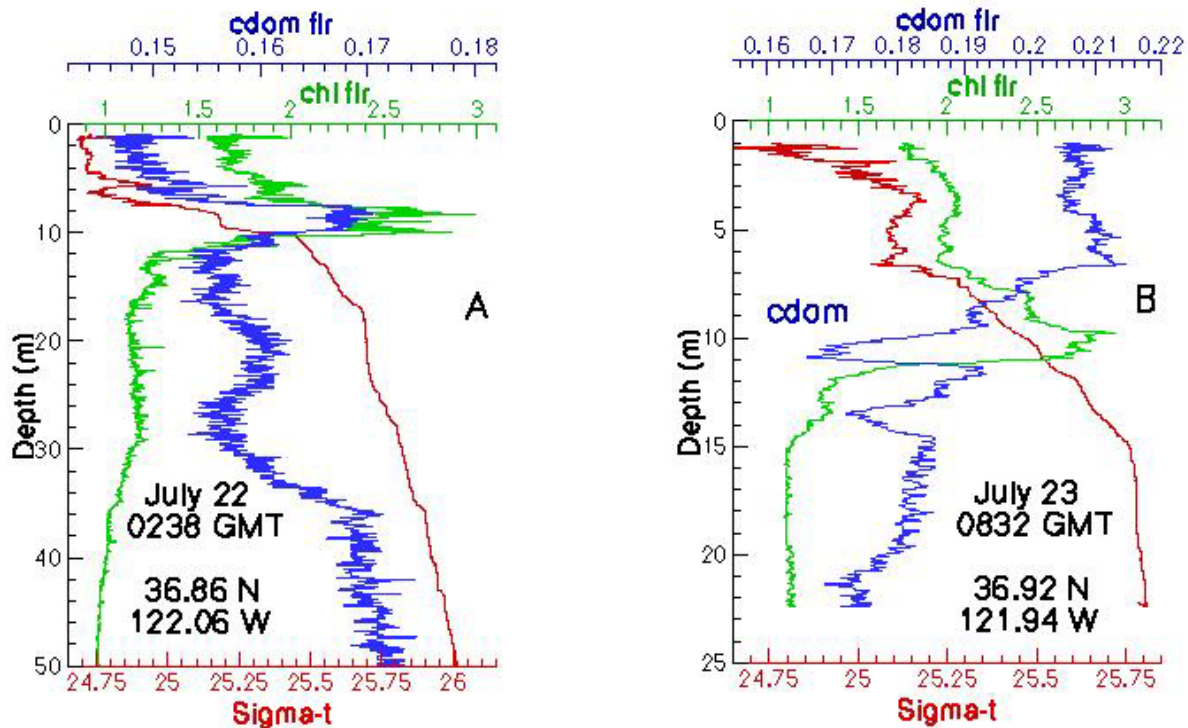 cdom flr
0.15 0.16 0.17 0.18
chl flr
1 1.5 2 2.5 3
0
10
20
30
40
50
Depth (m)
A
July 22
0238 GMT
36.86 N
122.06 W
24.75 25 25.25 25.5 25.75 26
Sigma-t
cdom flr
0.16 0.17 0.18 0.19 0.2 0.21 0.22
chl flr
1 1.5 2 2.5 3
0
5
10
15
20
25
Depth (m)
cdom
B
July 23
0832 GMT
36.92 N
121.94 W
24.75 25 25.25 25.5 25.75
Sigma-t